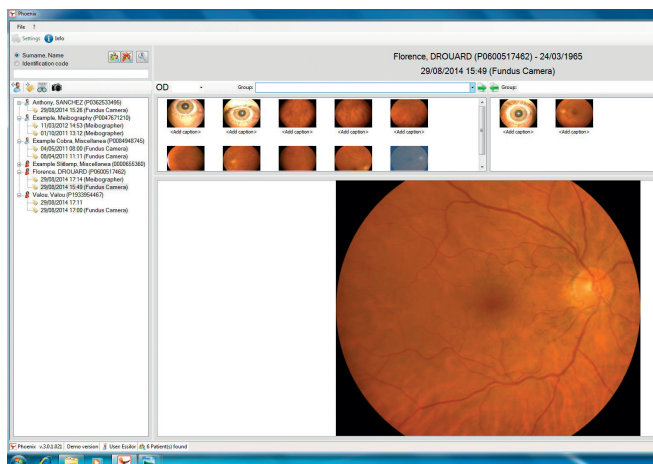 Phoenix
File ?
Settings Info
Surname, Name
Identification code
Florence, DROUARD (P0600517462) - 24/03/1965
29/08/2014 15:49 (Fundus Camera)
OD Group: Group:
Anthony, SANCHEZ (P0362533495)
29/08/2014 15:26 (Fundus Camera)
Example, Meibography (P0047671210)
11/03/2012 14:53 (Meibographer)
01/10/2011 13:12 (Meibographer)
Example Cobra, Miscellanea (P0084948745)
04/05/2011 08:00 (Fundus Camera)
08/04/2011 11:11 (Fundus Camera)
Example Slitlamp, Miscellanea (0000655360)
Florence, DROUARD (P0600517462)
29/08/2014 17:14 (Meibographer)
29/08/2014 15:49 (Fundus Camera)
Valou, Valou (P1933954467)
29/08/2014 17:11
29/08/2014 17:00 (Fundus Camera)
<Add caption> <Add caption> <Add caption> <Add caption> <Add caption> <Add caption> <Add caption>
Phoenix v.3.0.1.021 Demo version User: Essilor 6 Patient(s) found